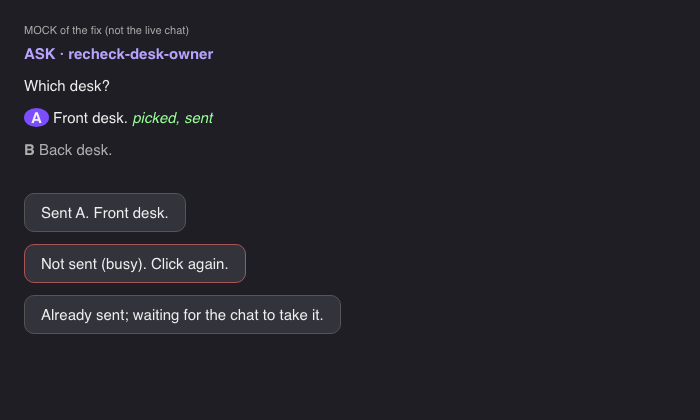 MOCK of the fix (not the live chat)
ASK · recheck-desk-owner
Which desk?
A Front desk. picked, sent
B Back desk.
Sent A. Front desk.
Not sent (busy). Click again.
Already sent; waiting for the chat to take it.